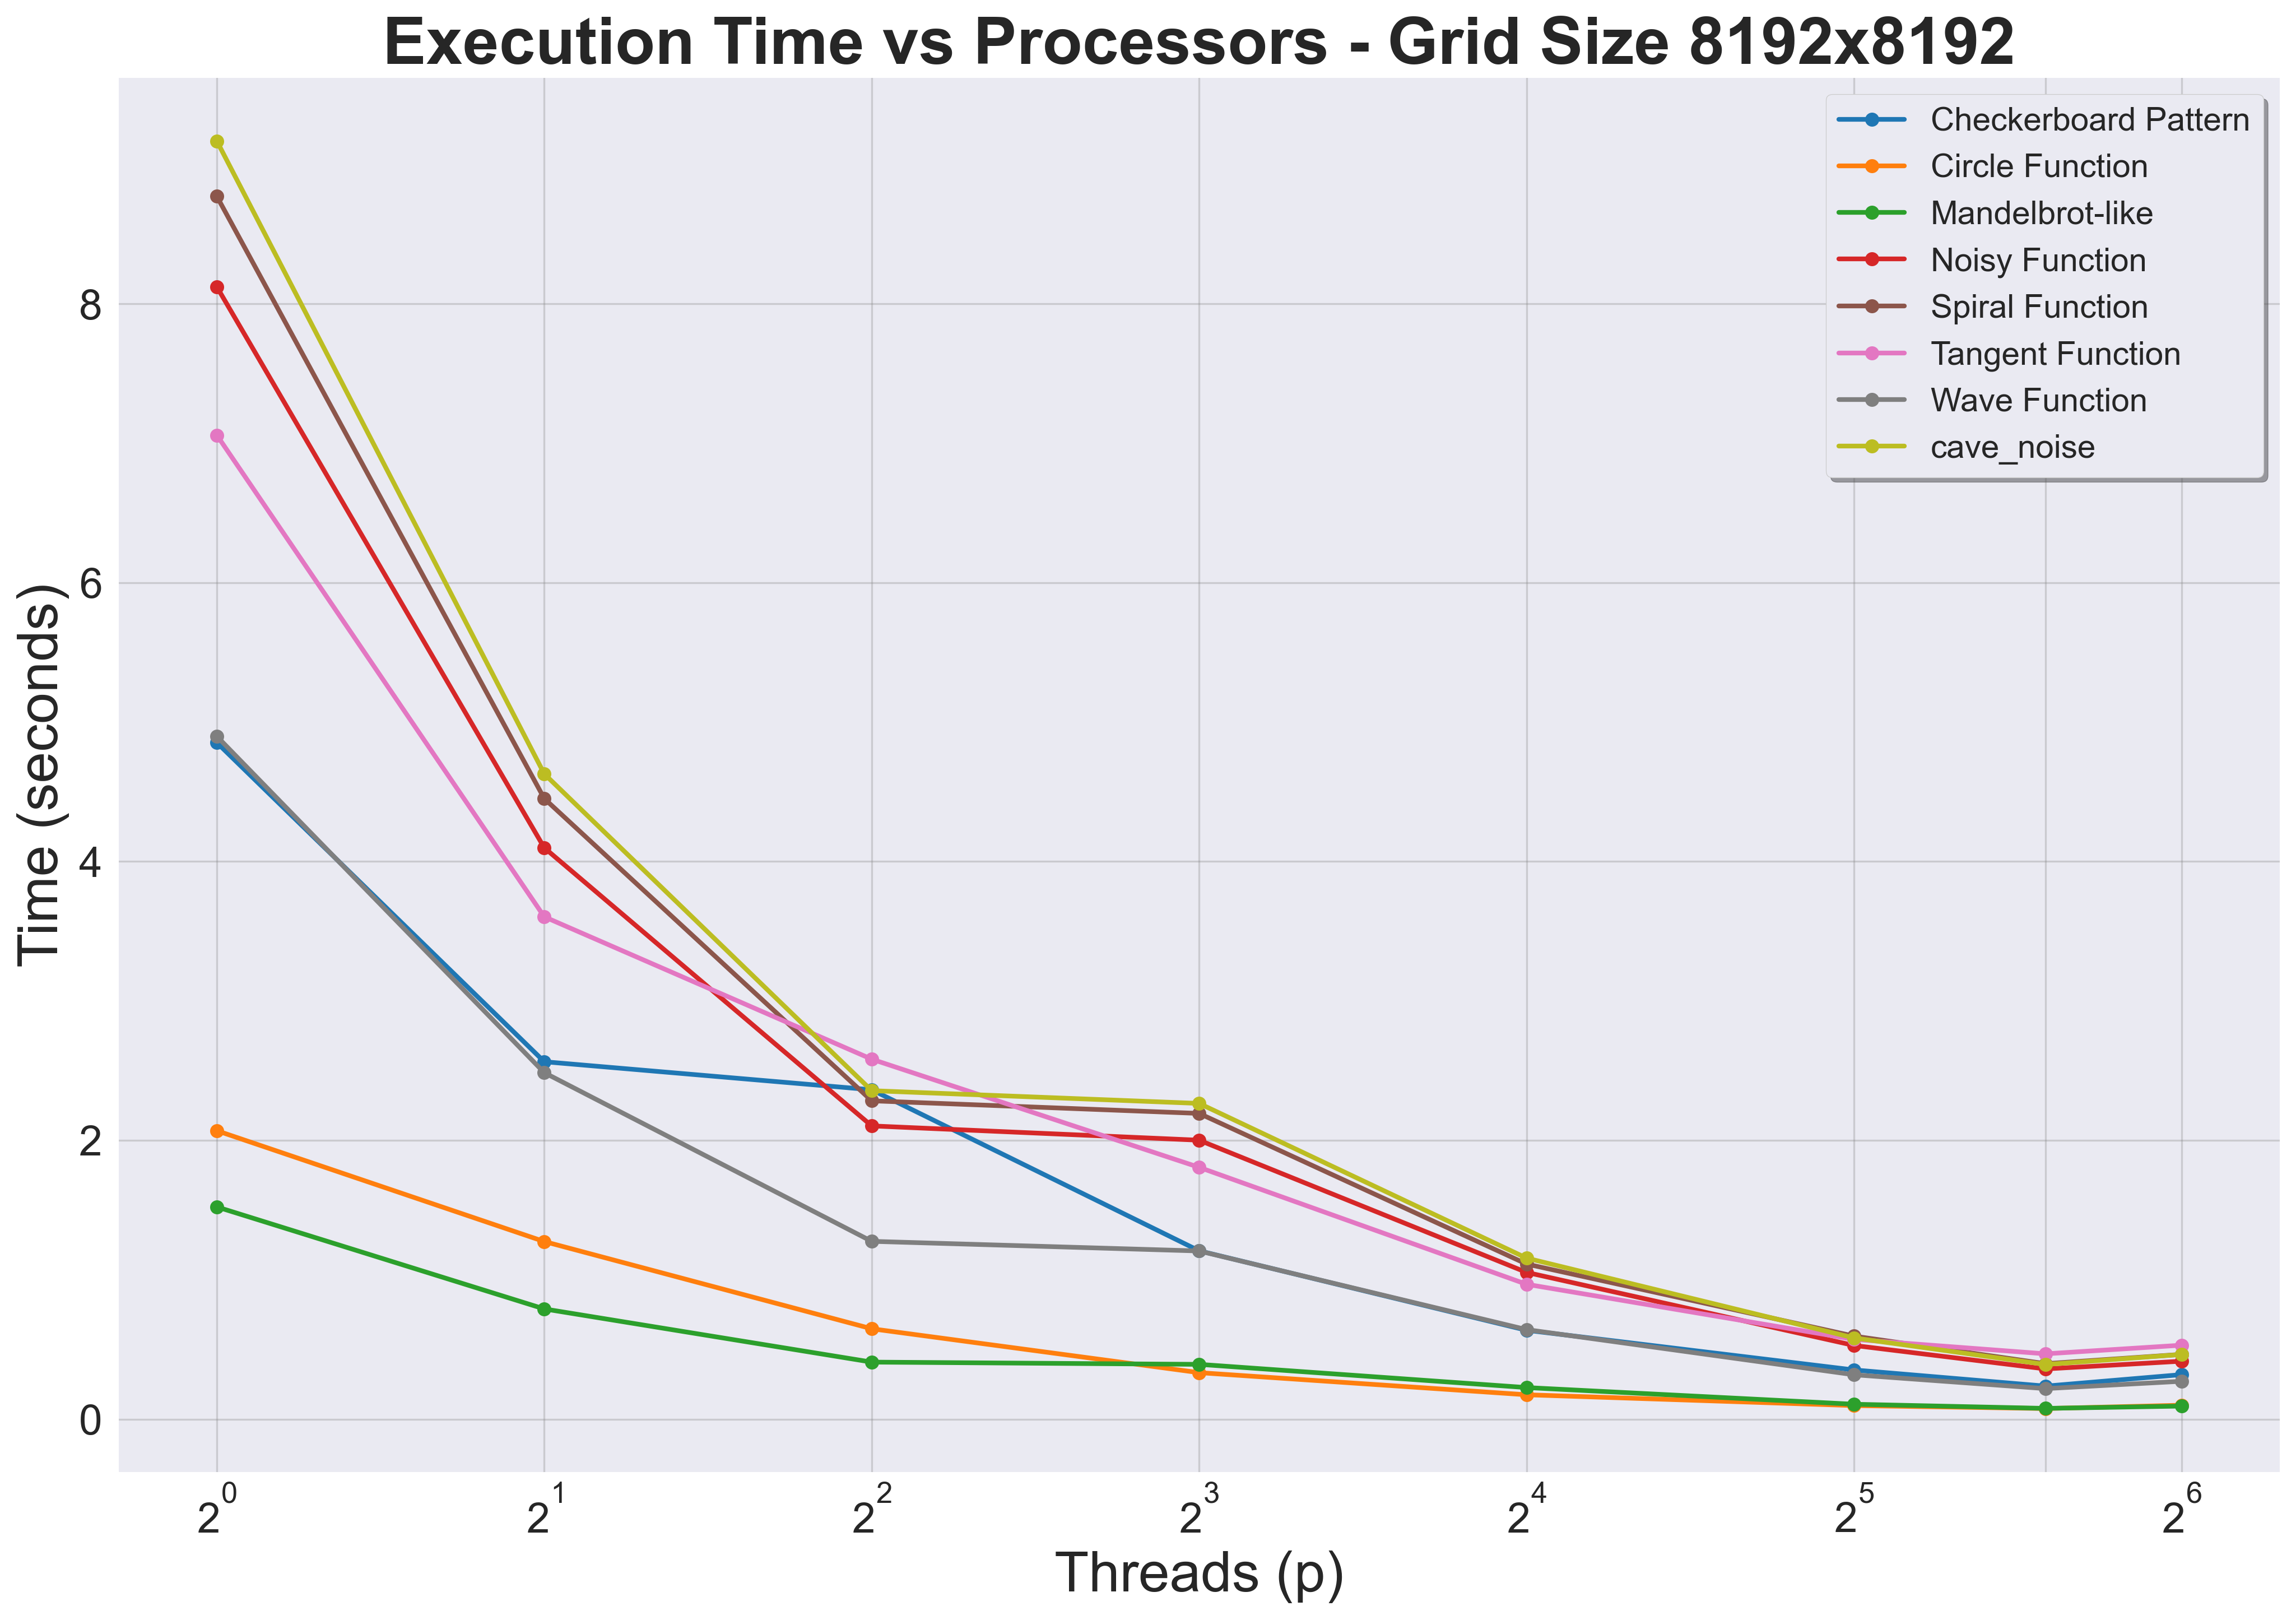 Execution Time vs Processors - Grid Size 8192x8192
Checkerboard Pattern
Circle Function
Mandelbrot-like
Noisy Function
Spiral Function
Tangent Function
Wave Function
cave_noise
Time (seconds)
8
6
4
2
0
2^0 2^1 2^2 2^3 2^4 2^5 2^6
Threads (p)